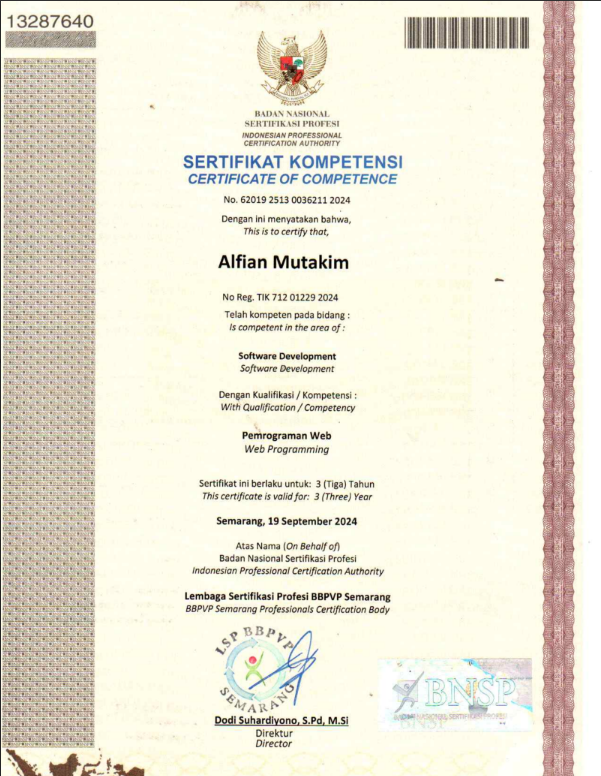 13287640
BADAN NASIONAL
SERTIFIKASI PROFESI
INDONESIAN PROFESSIONAL
CERTIFICATION AUTHORITY
SERTIFIKAT KOMPETENSI
CERTIFICATE OF COMPETENCE
No. 62019 2513 0036211 2024
Dengan ini menyatakan bahwa,
This is to certify that,
Alfian Mutakim
No Reg. TIK 712 01229 2024
Telah kompeten pada bidang :
Is competent in the area of :
Software Development
Software Development
Dengan Kualifikasi / Kompetensi :
With Qualification / Competency
Pemrograman Web
Web Programming
Sertifikat ini berlaku untuk: 3 (Tiga) Tahun
This certificate is valid for: 3 (Three) Year
Semarang, 19 September 2024
Atas Nama (On Behalf of)
Badan Nasional Sertifikasi Profesi
Indonesian Professional Certification Authority
Lembaga Sertifikasi Profesi BBPVP Semarang
BBPVP Semarang Professionals Certification Body
LSP BBPVP
SEMARANG
BNSP
BADAN NASIONAL SERTIFIKASI PROFESI
BNSP
Dodi Suhardiyono, S.Pd, M.Si
Direktur
Director